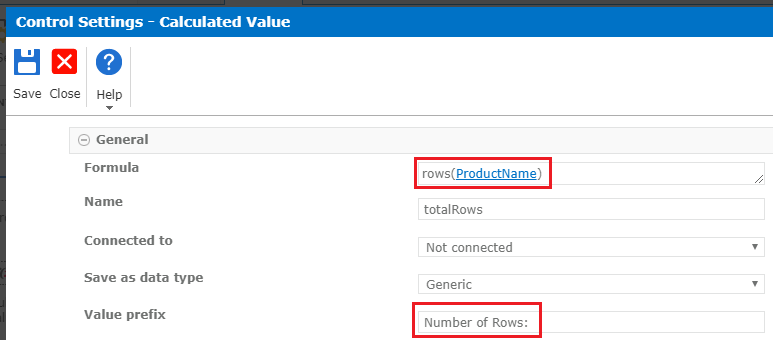 Control Settings - Calculated Value
Save Close Help
General
Formula rows(ProductName)
Name totalRows
Connected to Not connected
Save as data type Generic
Value prefix Number of Rows: